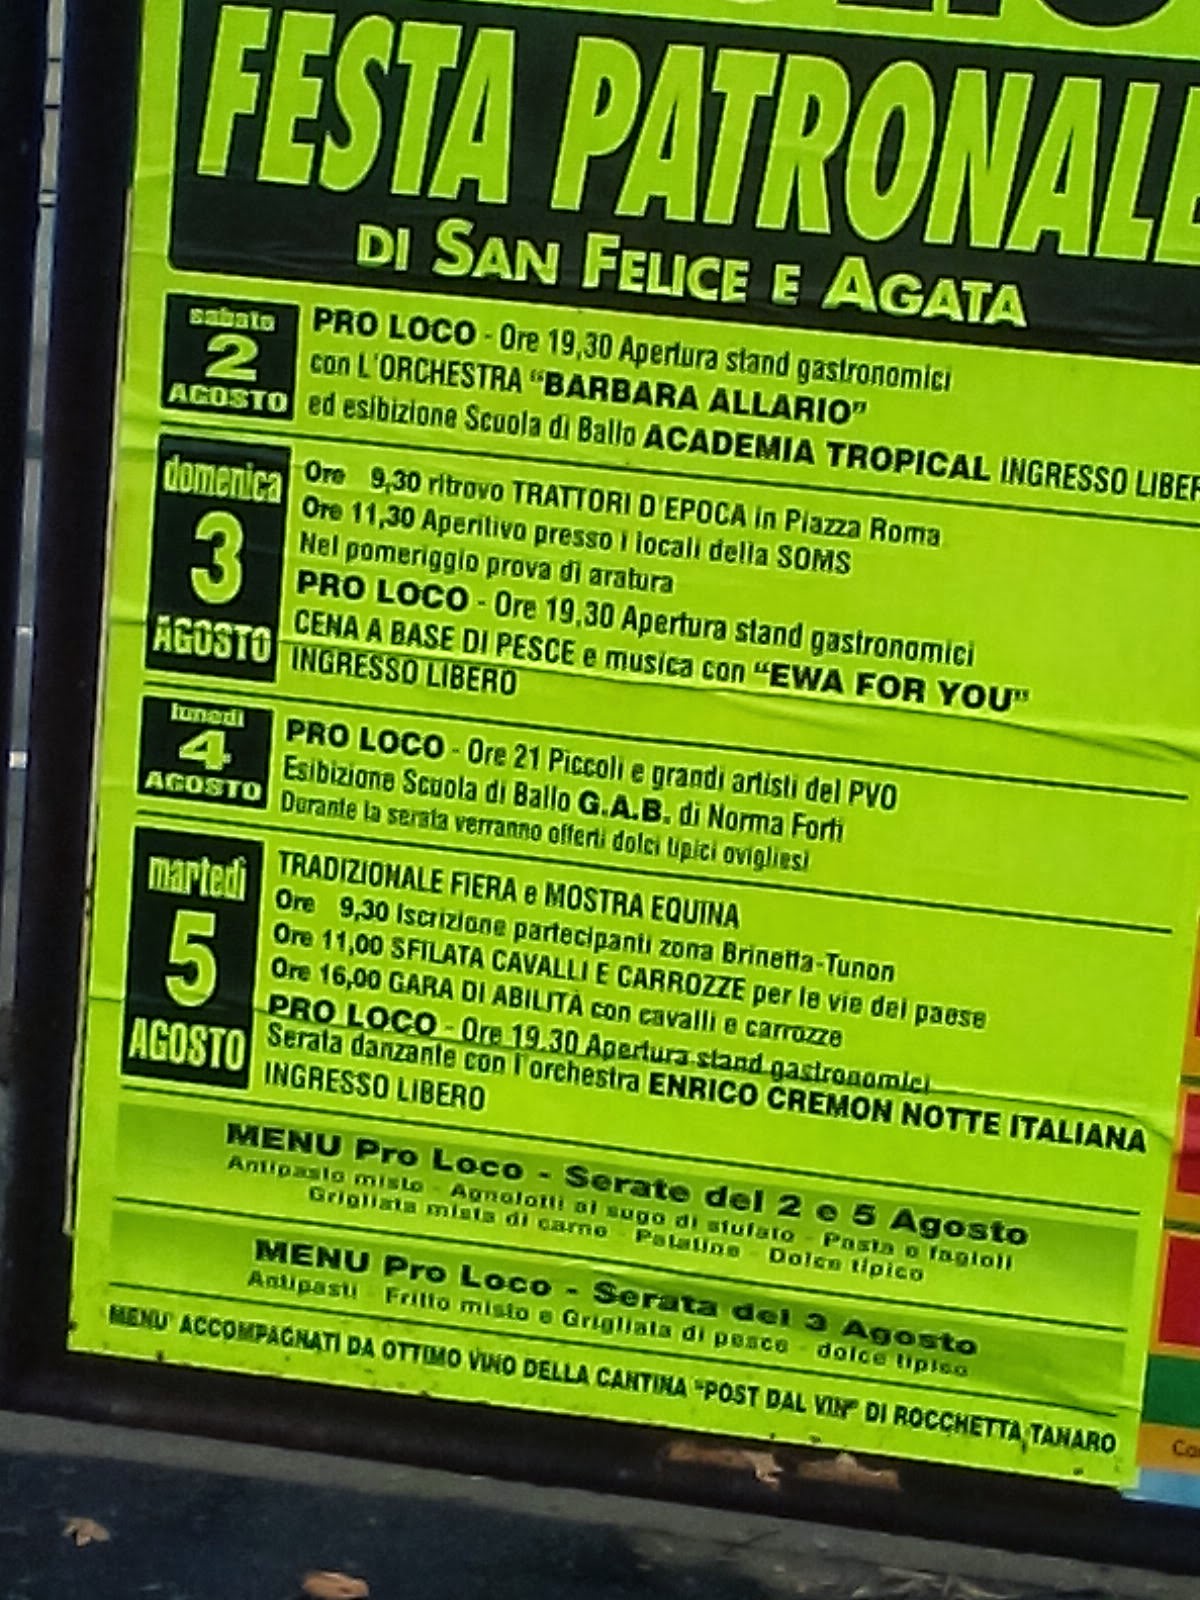 FESTA PATRONALE
DI SAN FELICE E AGATA
sabato
2
AGOSTO
PRO LOCO - Ore 19,30 Apertura stand gastronomici
con L'ORCHESTRA "BARBARA ALLARIO"
ed esibizione Scuola di Ballo ACADEMIA TROPICAL INGRESSO LIBER
domenica
3
AGOSTO
Ore 9,30 ritrovo TRATTORI D'EPOCA in Piazza Roma
Ore 11,30 Aperitivo presso i locali della SOMS
Nel pomeriggio prova di aratura
PRO LOCO - Ore 19,30 Apertura stand gastronomici
CENA A BASE DI PESCE e musica con "EWA FOR YOU"
INGRESSO LIBERO
lunedì
4
AGOSTO
PRO LOCO - Ore 21 Piccoli e grandi artisti del PVO
Esibizione Scuola di Ballo G.A.B. di Norma Forti
Durante la serata verranno offerti dolci tipici ovigliesi
martedì
5
AGOSTO
TRADIZIONALE FIERA e MOSTRA EQUINA
Ore 9,30 Iscrizione partecipanti zona Brinetta-Tunon
Ore 11,00 SFILATA CAVALLI E CARROZZE per le vie del paese
Ore 16,00 GARA DI ABILITÀ con cavalli e carrozze
PRO LOCO - Ore 19.30 Apertura stand gastronomici
Serata danzante con l'orchestra ENRICO CREMON NOTTE ITALIANA
INGRESSO LIBERO
MENU Pro Loco - Serate del 2 e 5 Agosto
Antipasto misto - Agnolotti al sugo di stufato - Pasta e fagioli
Grigliata mista di carne - Patatine - Dolce tipico
MENU Pro Loco - Serata del 3 Agosto
Antipasti - Fritto misto e Grigliata di pesce - dolce tipico
MENU' ACCOMPAGNATI DA OTTIMO VINO DELLA CANTINA "POST DAL VIN" DI ROCCHETTA TANARO